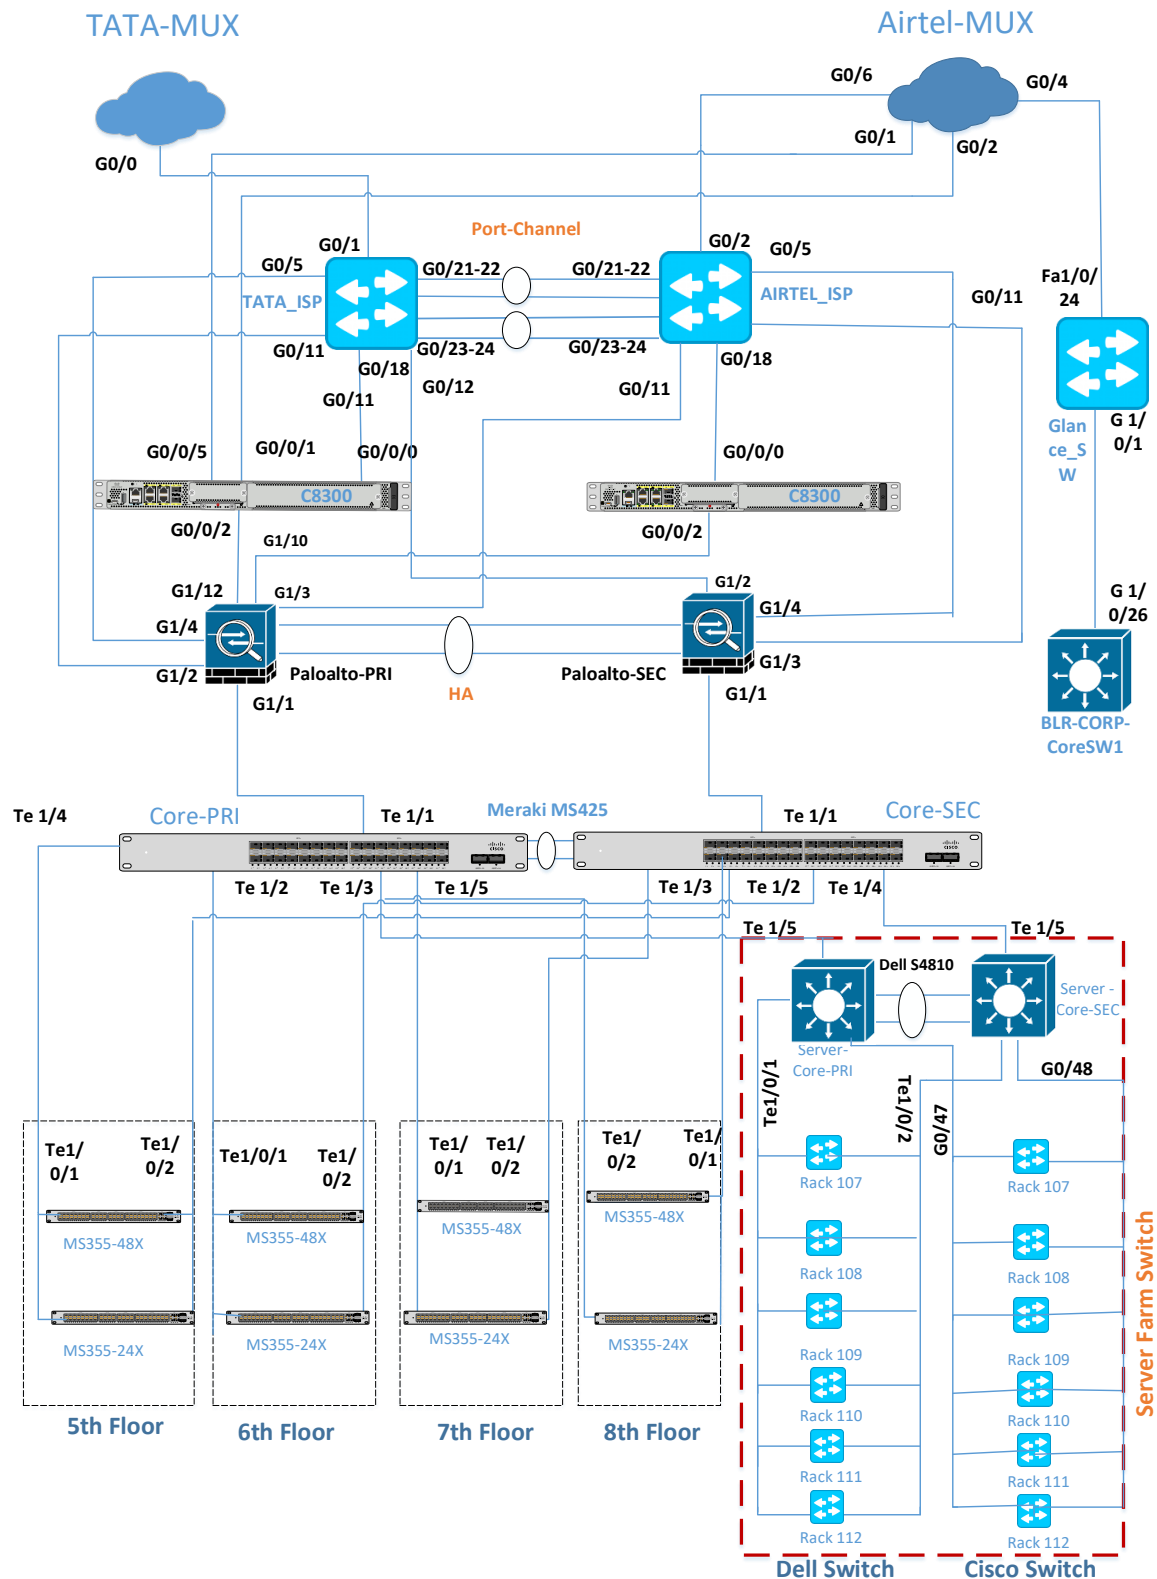 TATA-MUX
Airtel-MUX
G0/6
G0/4
G0/1
G0/2
G0/0
Port-Channel
G0/1
G0/2
G0/5
G0/5
G0/21-22
G0/21-22
Fa1/0/
24
G0/11
TATA_ISP
AIRTEL_ISP
G0/11
G0/23-24
G0/23-24
G0/18
G0/18
G0/12
G0/11
G0/11
Glan
ce_S
W
G 1/
0/1
G0/0/5
G0/0/1
G0/0/0
G0/0/0
C8300
C8300
G0/0/2
G0/0/2
G1/10
G1/12
G1/3
G1/2
G1/4
G1/4
G 1/
0/26
G1/2
Paloalto-PRI
Paloalto-SEC
G1/3
G1/1
HA
G1/1
BLR-CORP-
CoreSW1
Te 1/4
Core-PRI
Te 1/1
Meraki MS425
Te 1/1
Core-SEC
cisco
cisco
Te 1/2
Te 1/3
Te 1/5
Te 1/3
Te 1/2
Te 1/4
Te 1/5
Te 1/5
Dell S4810
Server -
Core-SEC
Server-
Core-PRI
Te1/0/1
Te1/0/2
G0/47
G0/48
Te1/
0/1
Te1/
0/2
Te1/0/1
Te1/
0/2
Te1/
0/1
Te1/
0/2
Te1/
0/2
Te1/
0/1
MS355-48X
MS355-48X
MS355-48X
MS355-48X
MS355-24X
MS355-24X
MS355-24X
MS355-24X
5th Floor
6th Floor
7th Floor
8th Floor
Rack 107
Rack 107
Rack 108
Rack 108
Rack 109
Rack 109
Rack 110
Rack 110
Rack 111
Rack 111
Rack 112
Rack 112
Server Farm Switch
Dell Switch
Cisco Switch